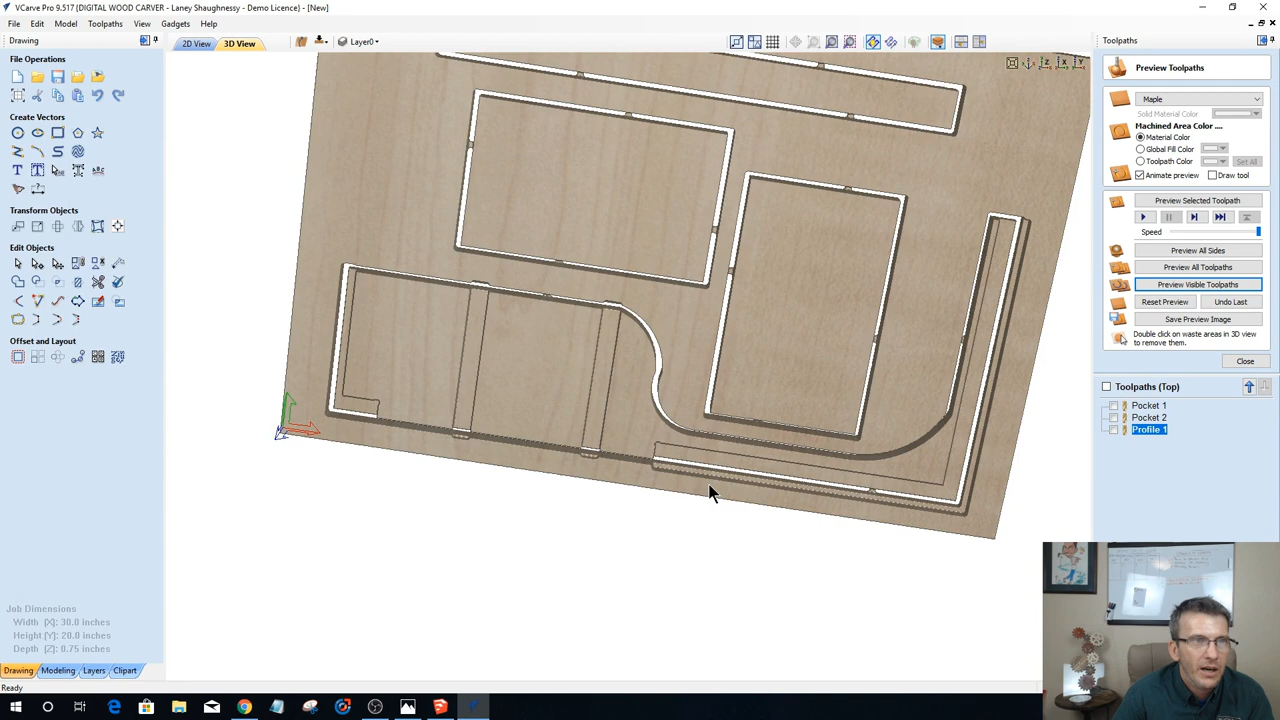 VCarve Pro 9.517 (DIGITAL WOOD CARVER - Laney Shaughnessy - Demo Licence) - [New]
File Edit Model Toolpaths View Gadgets Help
Drawing
2D View 3D View
Layer0
Toolpaths
File Operations
Create Vectors
Transform Objects
Edit Objects
Offset and Layout
Preview Toolpaths
Maple
Solid Material Color
Machined Area Color ....
Material Color
Global Fill Color
Toolpath Color Set All
Animate preview Draw tool
Preview Selected Toolpath
Speed
Preview All Sides
Preview All Toolpaths
Preview Visible Toolpaths
Reset Preview Undo Last
Save Preview Image
Double click on waste areas in 3D view
to remove them.
Close
Toolpaths (Top)
Pocket 1
Pocket 2
Profile 1
Job Dimensions
Width (X): 30.0 inches
Height (Y): 20.0 inches
Depth (Z): 0.75 inches
Drawing Modeling Layers Clipart
Ready